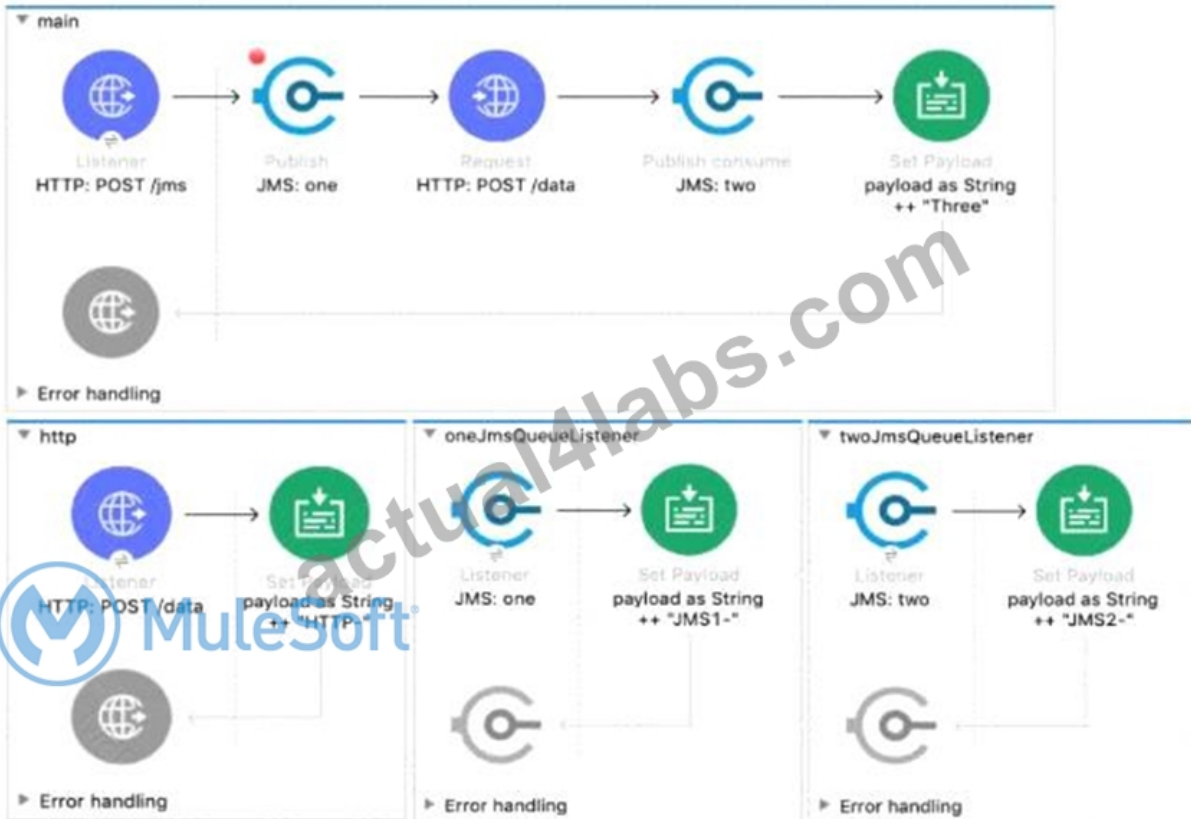 main
Listener
HTTP: POST /jms
Publish
JMS: one
Request
HTTP: POST /data
Publish consume
JMS: two
Set Payload
payload as String
++ "Three"
Error handling
http
Listener
HTTP: POST /data
Set Payload
payload as String
++ "HTTP-"
Error handling
oneJmsQueueListener
Listener
JMS: one
Set Payload
payload as String
++ "JMS1-"
Error handling
twoJmsQueueListener
Listener
JMS: two
Set Payload
payload as String
++ "JMS2-"
Error handling
actual4labs.com
MuleSoft